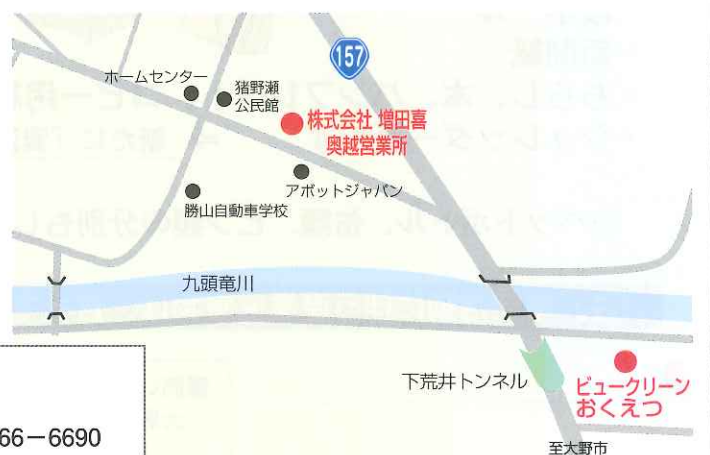 157
ホームセンター
猪野瀬
公民館
株式会社 増田喜
奥越営業所
アボットジャパン
勝山自動車学校
九頭竜川
下荒井トンネル
ビュークリーン
おくえつ
66－6690
至大野市